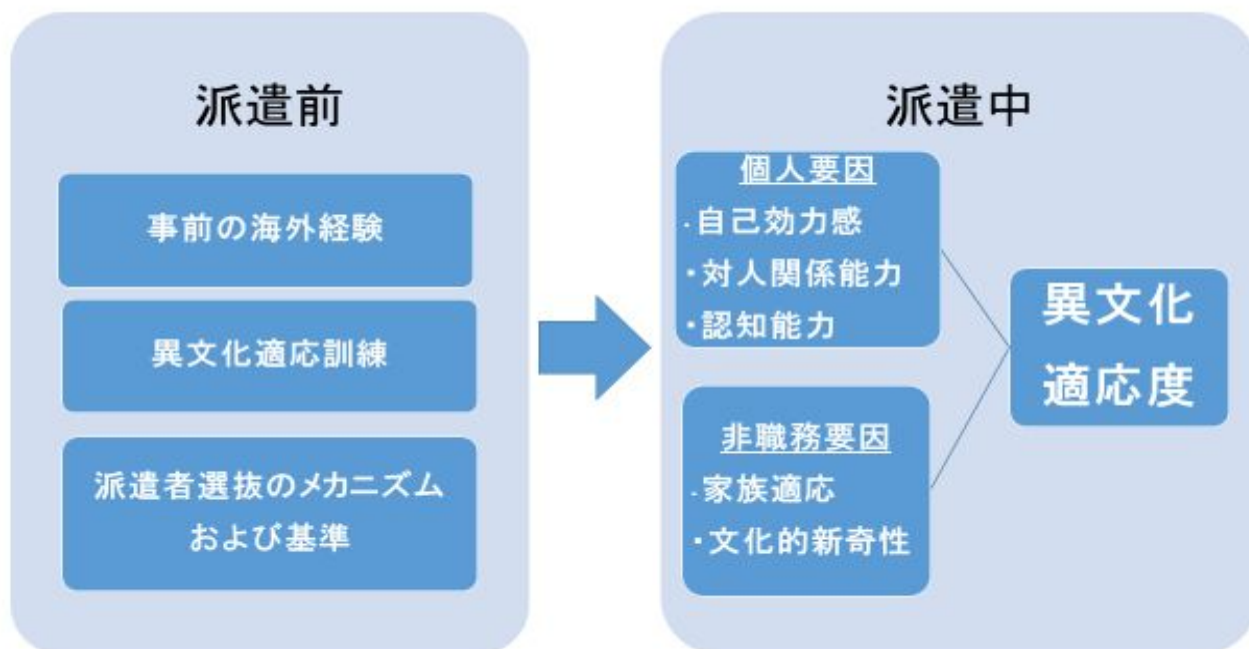 派遣前
事前の海外経験
異文化適応訓練
派遣者選抜のメカニズム
および基準
派遣中
個人要因
・自己効力感
・対人関係能力
・認知能力
非職務要因
・家族適応
・文化的新奇性
異文化
適応度